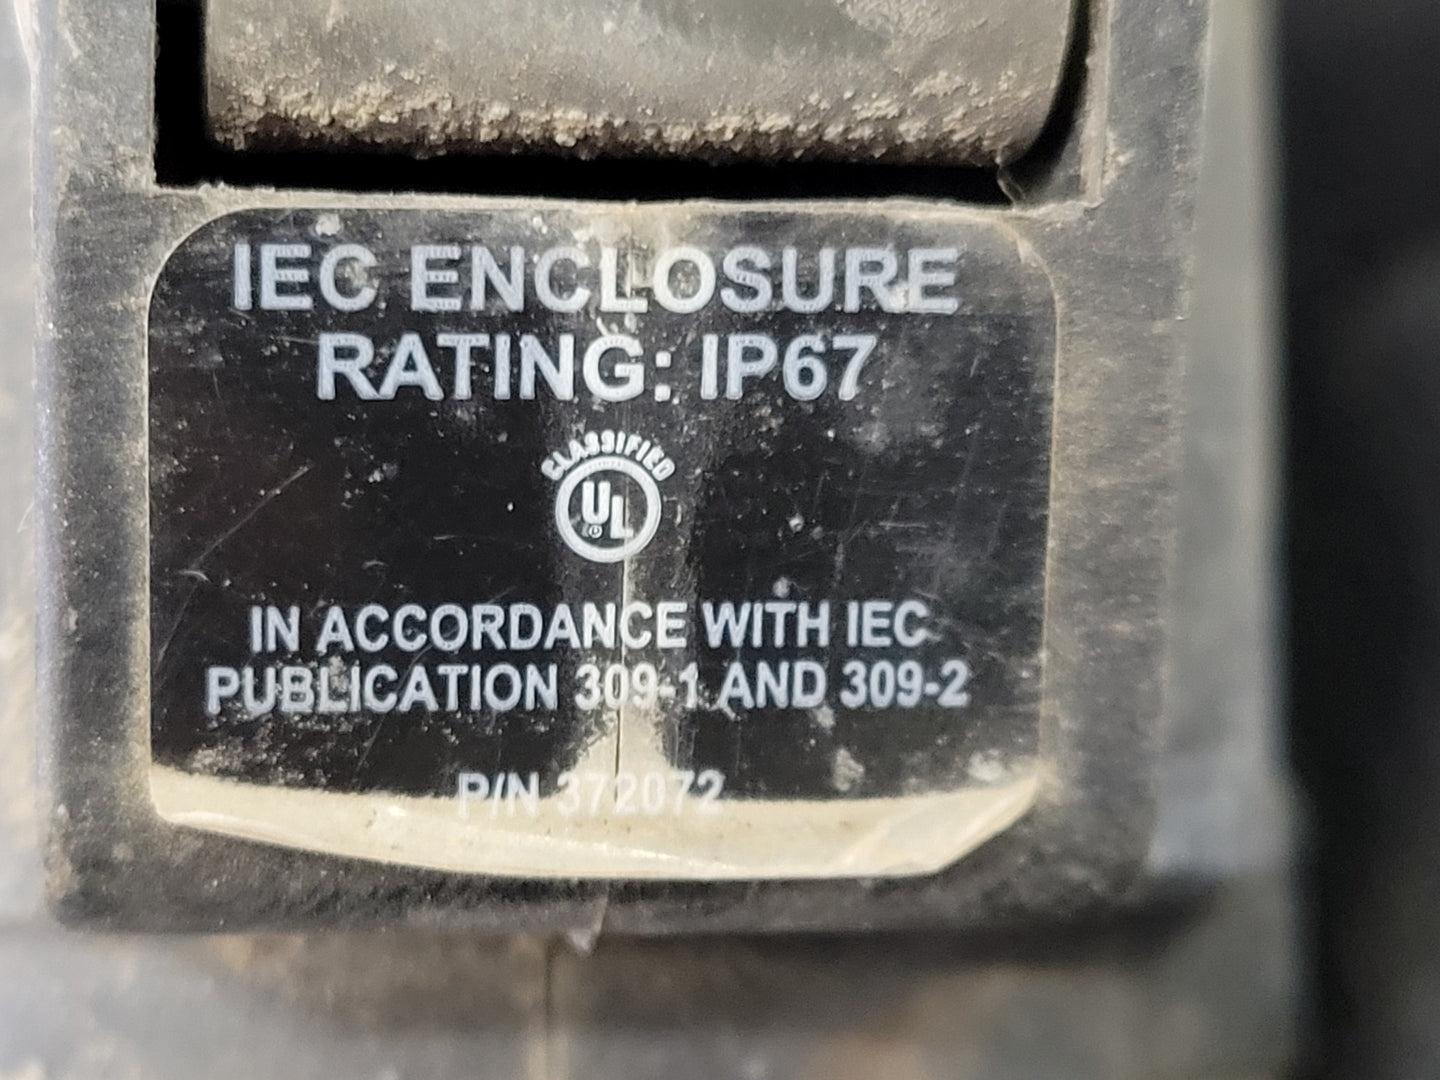 IEC ENCLOSURE
RATING: IP67
CLASSIFIED
UL
IN ACCORDANCE WITH IEC
PUBLICATION 309-1 AND 309-2
P/N 372072